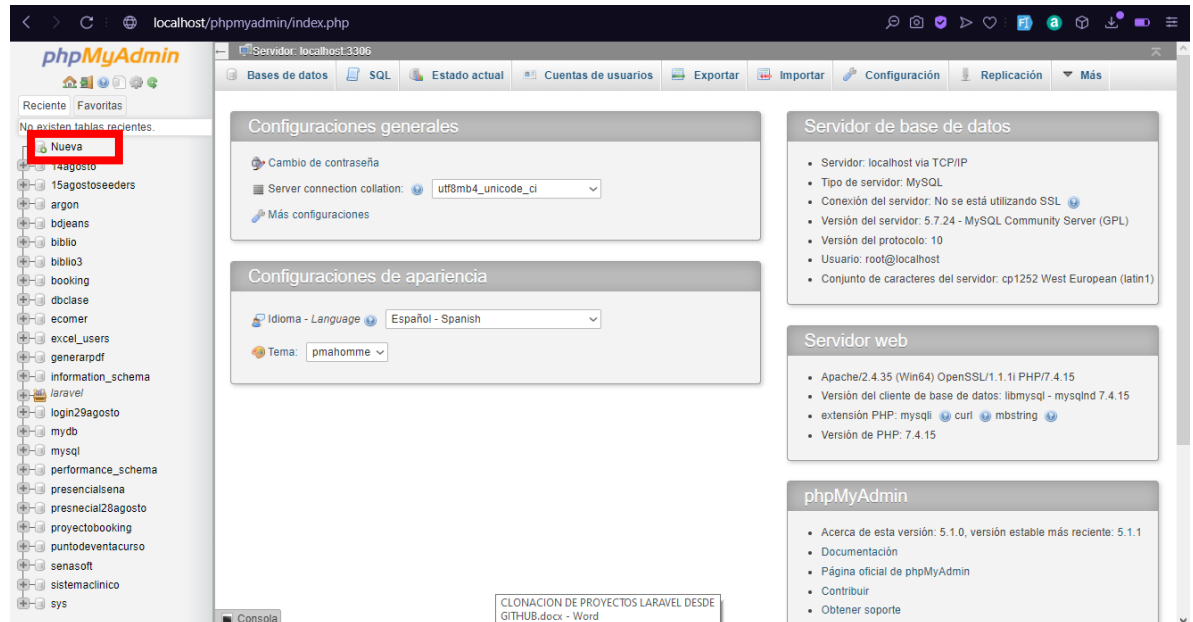 localhost/phpmyadmin/index.php
phpMyAdmin
Reciente Favoritas
No existen tablas recientes.
Nueva
14agosto
15agostoseeders
argon
bdjeans
biblio
biblio3
booking
dbclase
ecomer
excel_users
generarpdf
information_schema
laravel
login29agosto
mydb
mysql
performance_schema
presencialsena
presnecial28agosto
proyectobooking
puntodeventacurso
senasoft
sistemaclinico
sys
Servidor: localhost:3306
Bases de datos SQL Estado actual Cuentas de usuarios Exportar Importar Configuración Replicación Más
Configuraciones generales
Cambio de contraseña
Server connection collation: utf8mb4_unicode_ci
Más configuraciones
Configuraciones de apariencia
Idioma - Language Español - Spanish
Tema: pmahomme
Servidor de base de datos
Servidor: localhost via TCP/IP
Tipo de servidor: MySQL
Conexión del servidor: No se está utilizando SSL
Versión del servidor: 5.7.24 - MySQL Community Server (GPL)
Versión del protocolo: 10
Usuario: root@localhost
Conjunto de caracteres del servidor: cp1252 West European (latin1)
Servidor web
Apache/2.4.35 (Win64) OpenSSL/1.1.1i PHP/7.4.15
Versión del cliente de base de datos: libmysql - mysqlnd 7.4.15
extensión PHP: mysqli curl mbstring
Versión de PHP: 7.4.15
phpMyAdmin
Acerca de esta versión: 5.1.0, versión estable más reciente: 5.1.1
Documentación
Página oficial de phpMyAdmin
Contribuir
Obtener soporte
Consola
CLONACION DE PROYECTOS LARAVEL DESDE
GITHUB.docx - Word